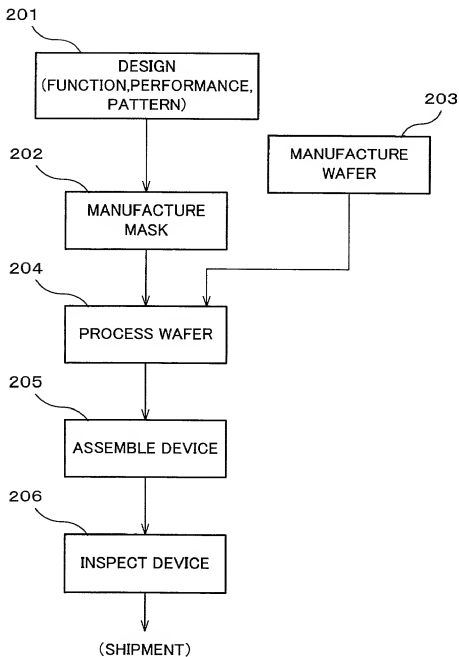 201
DESIGN
(FUNCTION,PERFORMANCE,
PATTERN)
203
MANUFACTURE
WAFER
202
MANUFACTURE
MASK
204
PROCESS WAFER
205
ASSEMBLE DEVICE
206
INSPECT DEVICE
(SHIPMENT)